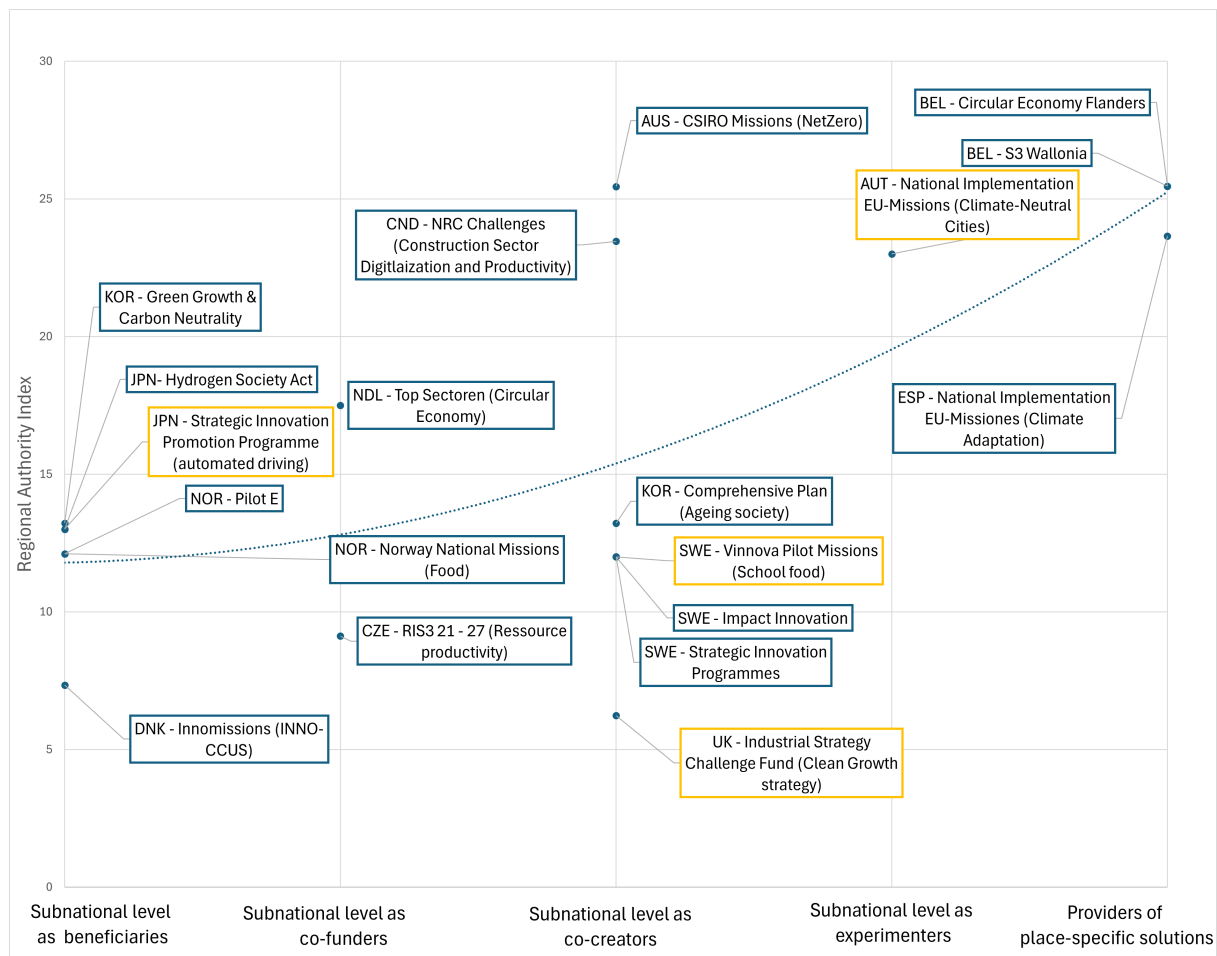 30
BEL - Circular Economy Flanders
AUS - CSIRO Missions (NetZero)
BEL - S3 Wallonia
AUT - National Implementation
EU-Missions (Climate-Neutral
Cities)
25
CND - NRC Challenges
(Construction Sector
Digitlaization and Productivity)
KOR - Green Growth &
Carbon Neutrality
20
JPN- Hydrogen Society Act
NDL - Top Sectoren (Circular
Economy)
ESP - National Implementation
EU-Missiones (Climate
Adaptation)
JPN - Strategic Innovation
Promotion Programme
(automated driving)
Regional Authority Index
15
NOR - Pilot E
KOR - Comprehensive Plan
(Ageing society)
NOR - Norway National Missions
(Food)
SWE - Vinnova Pilot Missions
(School food)
10
SWE - Impact Innovation
CZE - RIS3 21 - 27 (Ressource
productivity)
SWE - Strategic Innovation
Programmes
DNK - Innomissions (INNO-
CCUS)
5
UK - Industrial Strategy
Challenge Fund (Clean Growth
strategy)
0
Subnational level
as beneficiaries
Subnational level as
co-funders
Subnational level as
co-creators
Subnational level as
experimenters
Providers of
place-specific solutions